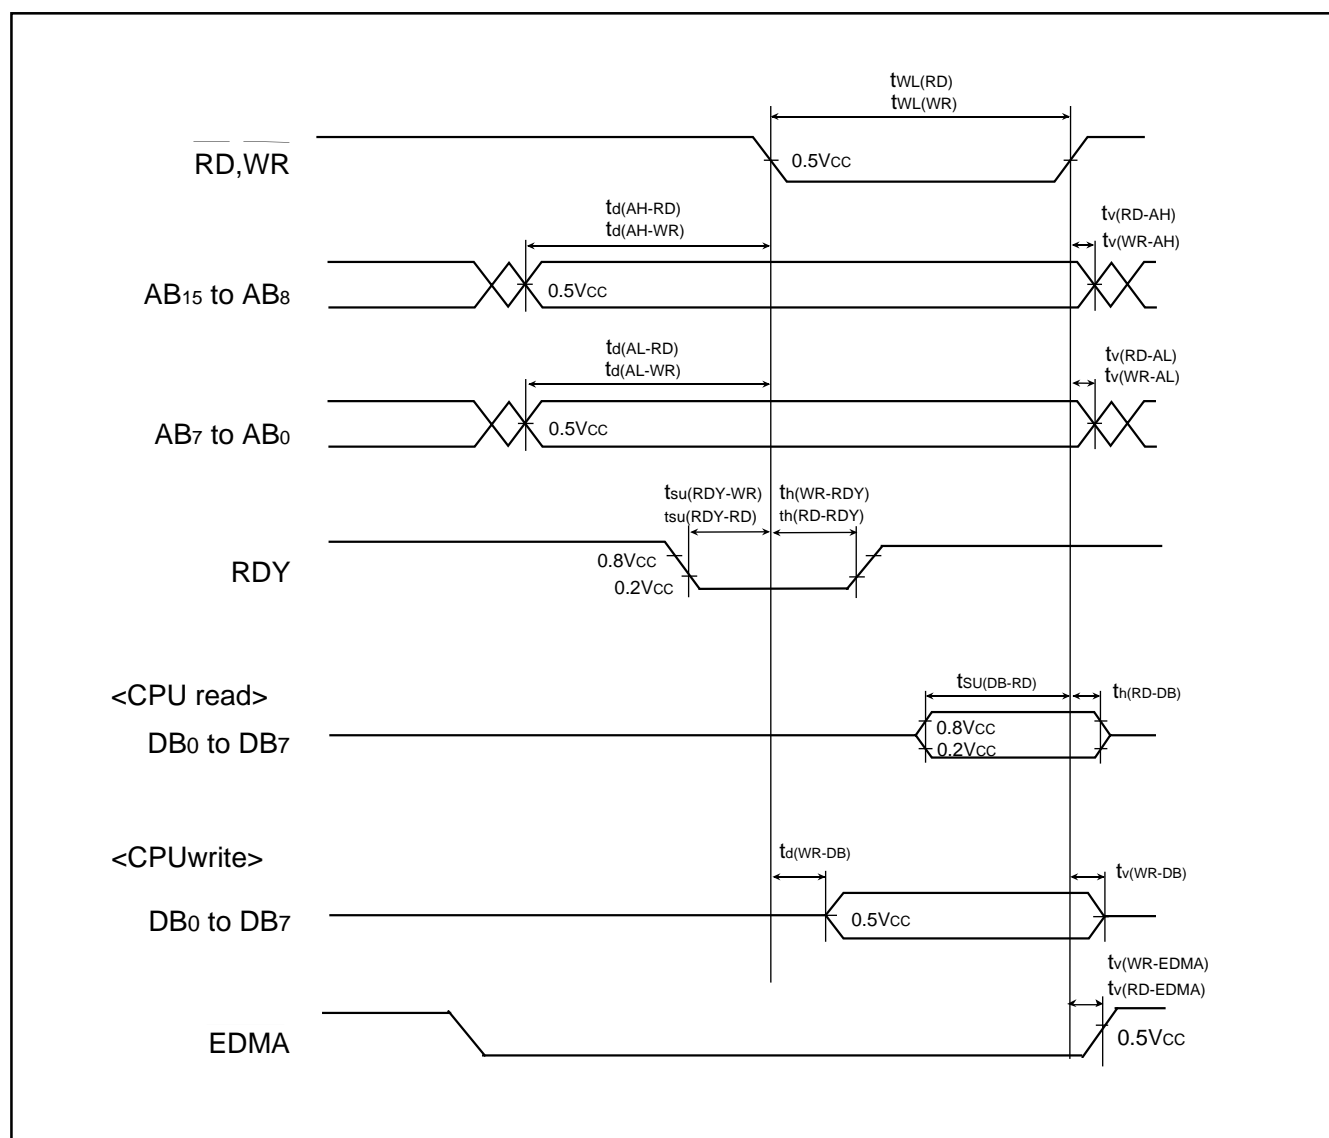 tWL(RD)
tWL(WR)
RD,WR
0.5VCC
td(AH-RD)
td(AH-WR)
tv(RD-AH)
tv(WR-AH)
AB15 to AB8
0.5VCC
td(AL-RD)
td(AL-WR)
tv(RD-AL)
tv(WR-AL)
AB7 to AB0
0.5VCC
tsu(RDY-WR)
th(WR-RDY)
tsu(RDY-RD)
th(RD-RDY)
RDY
0.8VCC
0.2VCC
<CPU read>
tSU(DB-RD)
th(RD-DB)
DB0 to DB7
0.8VCC
0.2VCC
<CPUwrite>
td(WR-DB)
tv(WR-DB)
DB0 to DB7
0.5VCC
tv(WR-EDMA)
tv(RD-EDMA)
EDMA
0.5VCC